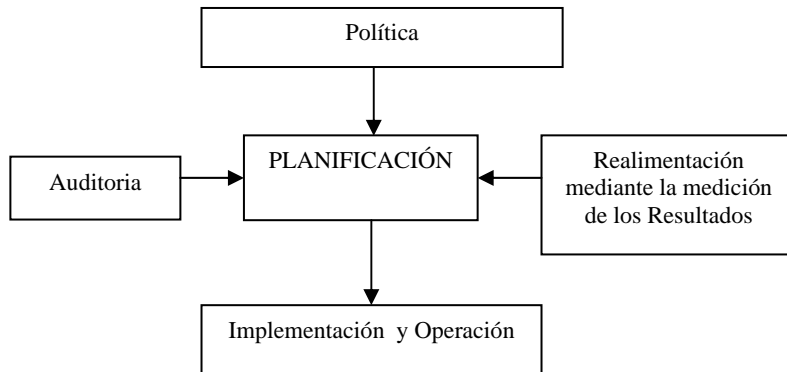 Política
PLANIFICACIÓN
Auditoria
Realimentación
mediante la medición
de los Resultados
Implementación y Operación